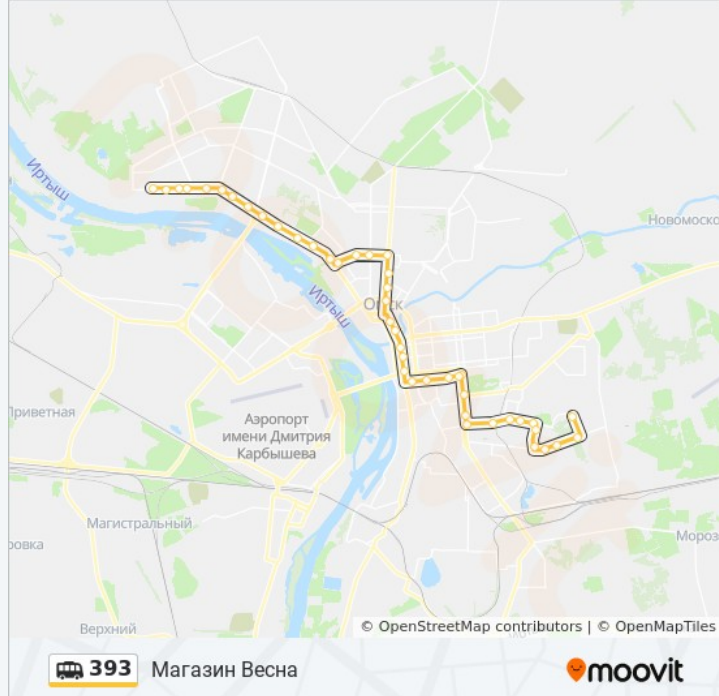 Иртыш
Новомоско
Иртыш
Омск
Приветная
Аэропорт
имени Дмитрия
Карбышева
Магистральный
ровка
Мороз
Верхний
© OpenStreetMap contributors | © OpenMapTiles
393 Магазин Весна moovit